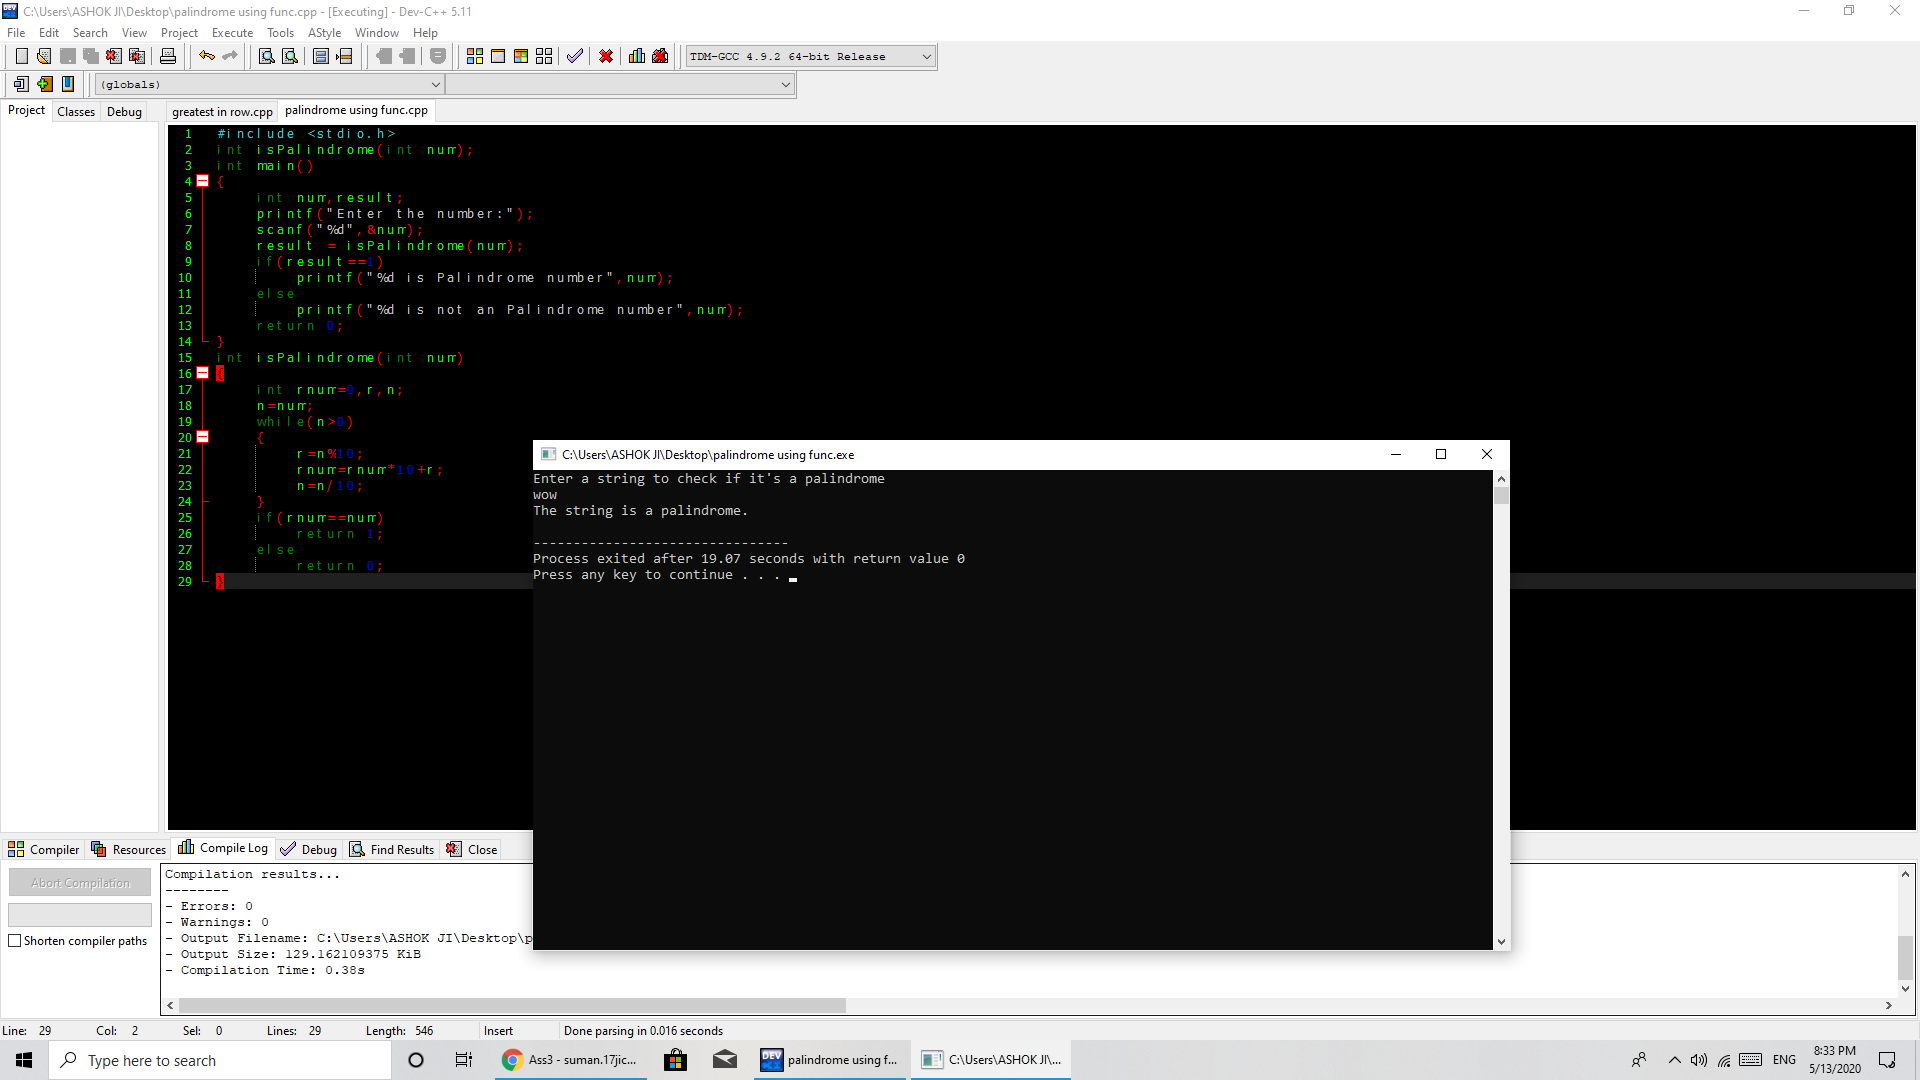 C:\Users\ASHOK JI\Desktop\palindrome using func.cpp - [Executing] - Dev-C++ 5.11
File Edit Search View Project Execute Tools AStyle Window Help
TDM-GCC 4.9.2 64-bit Release
(globals)
Project Classes Debug
greatest in row.cpp palindrome using func.cpp
1 #include <stdio.h>
2 int isPalindrome(int num);
3 int main()
4 {
5 int num,result;
6 printf("Enter the number:");
7 scanf("%d",&num);
8 result = isPalindrome(num);
9 if(result==1)
10 printf("%d is Palindrome number",num);
11 else
12 printf("%d is not an Palindrome number",num);
13 return 0;
14 }
15 int isPalindrome(int num)
16 {
17 int rnum=0,r,n;
18 n=num;
19 while(n>0)
20 {
21 r=n%10;
22 rnum=rnum*10+r;
23 n=n/10;
24 }
25 if(rnum==num)
26 return 1;
27 else
28 return 0;
29 }
C:\Users\ASHOK JI\Desktop\palindrome using func.exe
Enter a string to check if it's a palindrome
wow
The string is a palindrome.
--------------------------------
Process exited after 19.07 seconds with return value 0
Press any key to continue . . .
Compiler Resources Compile Log Debug Find Results Close
Abort Compilation
Shorten compiler paths
Compilation results...
--------
- Errors: 0
- Warnings: 0
- Output Filename: C:\Users\ASHOK JI\Desktop\p
- Output Size: 129.162109375 KiB
- Compilation Time: 0.38s
Line: 29 Col: 2 Sel: 0 Lines: 29 Length: 546 Insert Done parsing in 0.016 seconds
Type here to search
Ass3 - suman.17jic...
DEV
palindrome using f...
C:\Users\ASHOK JI\...
ENG
8:33 PM
5/13/2020